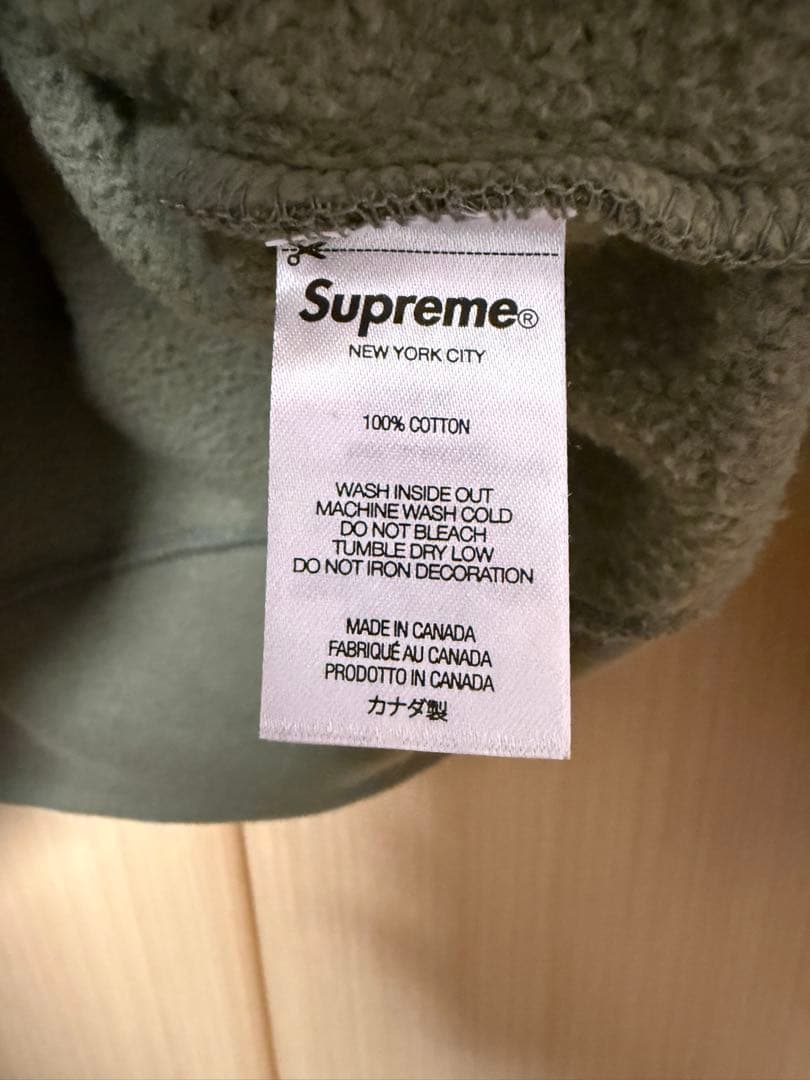 Supreme®
NEW YORK CITY
100% COTTON
WASH INSIDE OUT
MACHINE WASH COLD
DO NOT BLEACH
TUMBLE DRY LOW
DO NOT IRON DECORATION
MADE IN CANADA
FABRIQUÉ AU CANADA
PRODOTTO IN CANADA
カナダ製